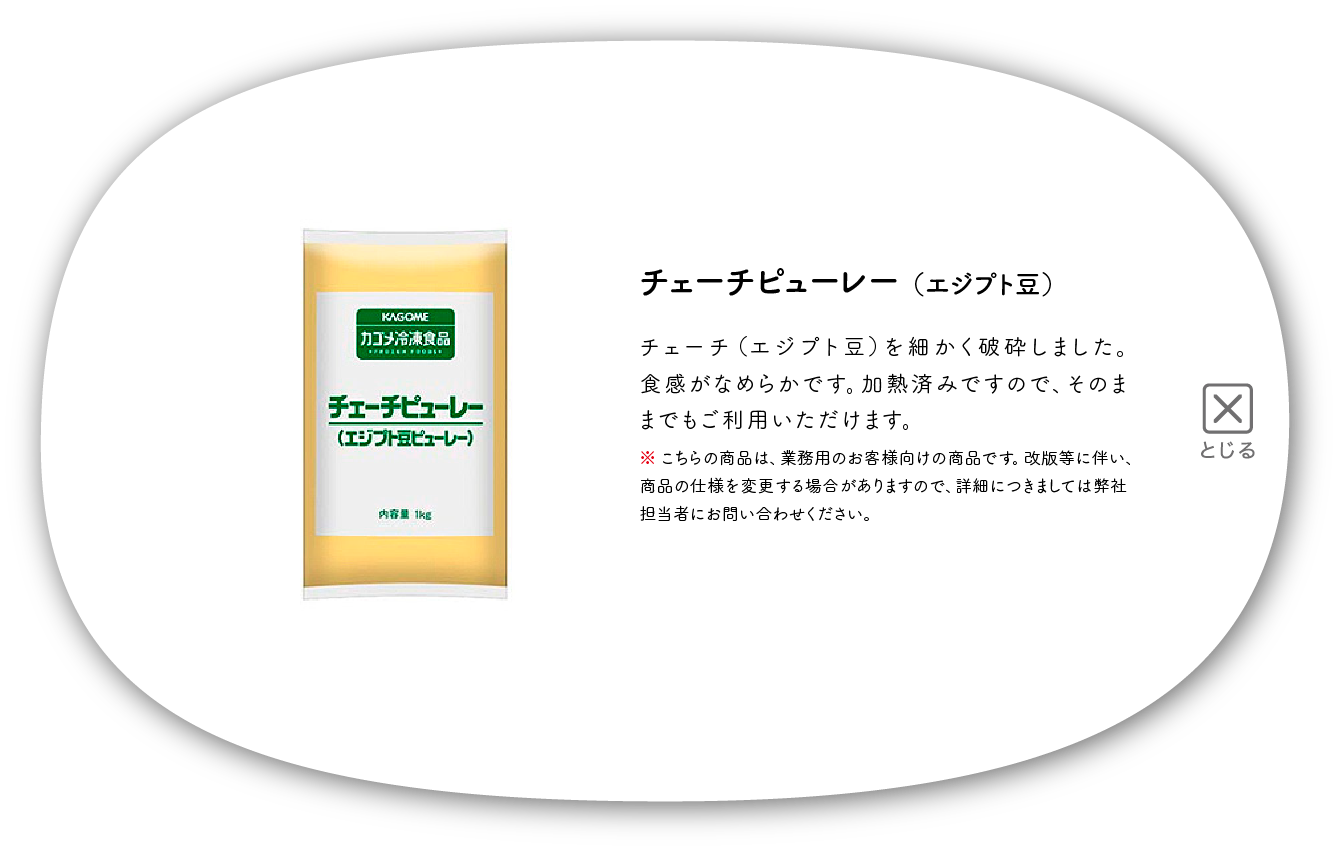 KAGOME
カゴメ冷凍食品
FROZEN FOODS
チェーチピューレー
(エジプト豆ピューレー)
内容量 1kg
チェーチピューレー（エジプト豆）
チェーチ（エジプト豆）を細かく破砕しました。
食感がなめらかです。加熱済みですので、そのま
までもご利用いただけます。
※ こちらの商品は、業務用のお客様向けの商品です。改版等に伴い、
商品の仕様を変更する場合がありますので、詳細につきましては弊社
担当者にお問い合わせください。
とじる